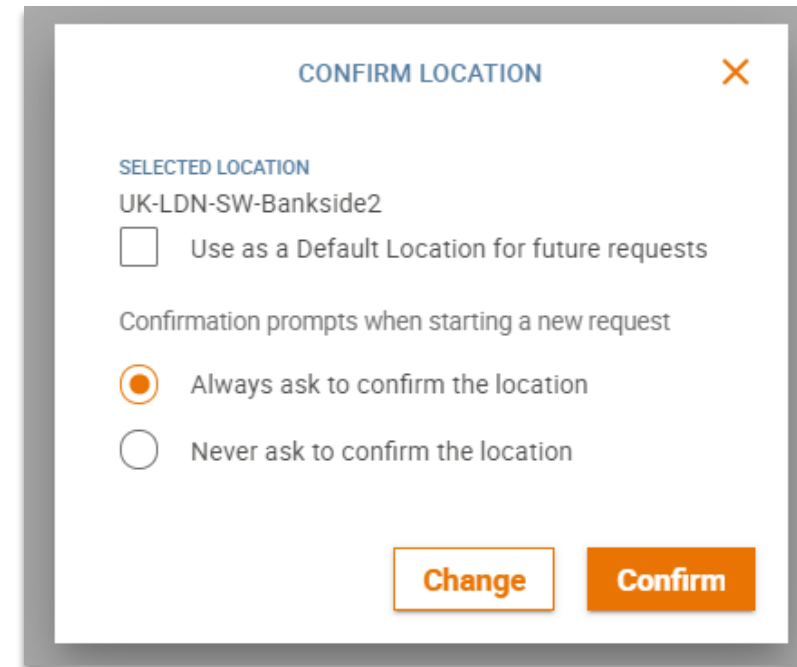 CONFIRM LOCATION
SELECTED LOCATION
UK-LDN-SW-Bankside2
Use as a Default Location for future requests
Confirmation prompts when starting a new request
Always ask to confirm the location
Never ask to confirm the location
Change Confirm